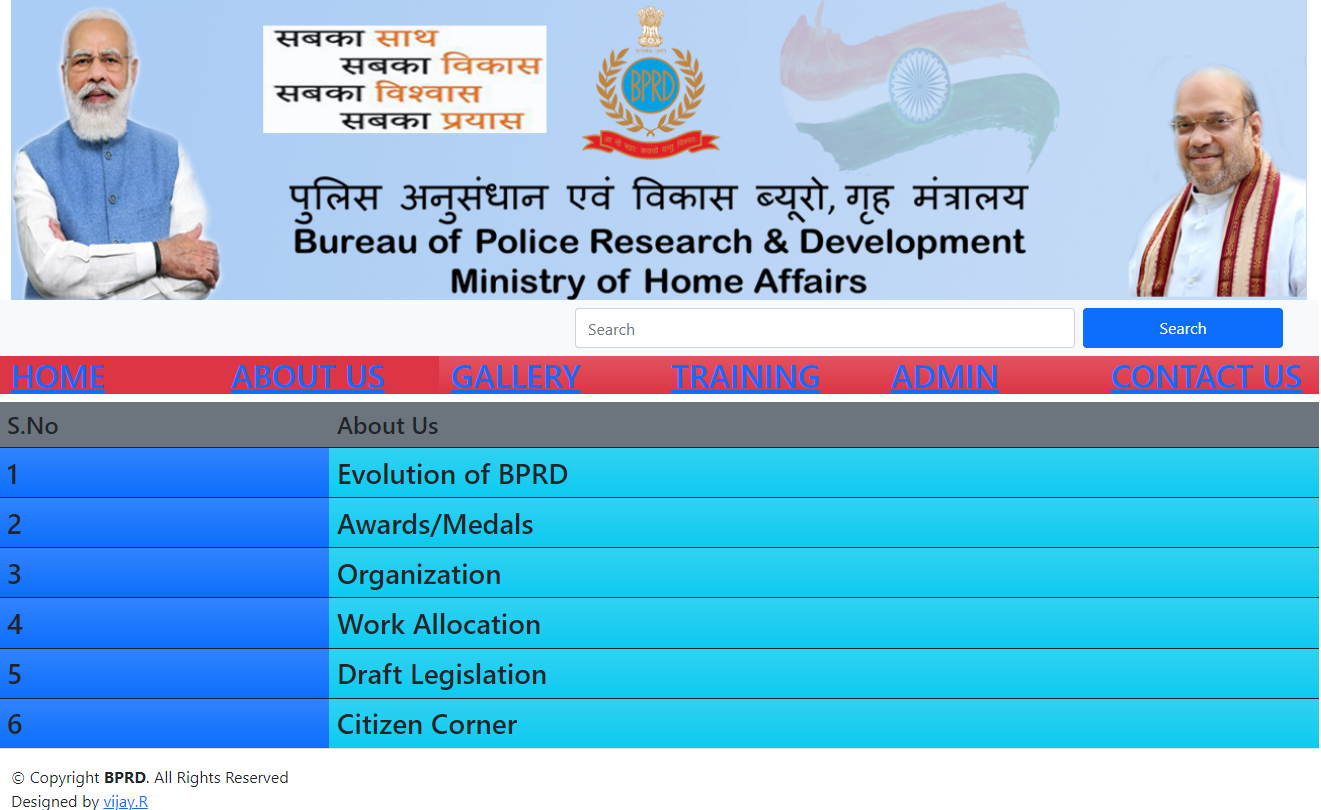 सबका साथ
सबका विकास
सबका विश्वास
सबका प्रयास
BPRD
पुलिस अनुसंधान एवं विकास ब्यूरो, गृह मंत्रालय
Bureau of Police Research & Development
Ministry of Home Affairs
Search Search
HOME ABOUT US GALLERY TRAINING ADMIN CONTACT US
S.No About Us
1 Evolution of BPRD
2 Awards/Medals
3 Organization
4 Work Allocation
5 Draft Legislation
6 Citizen Corner
© Copyright BPRD. All Rights Reserved
Designed by vijay.R